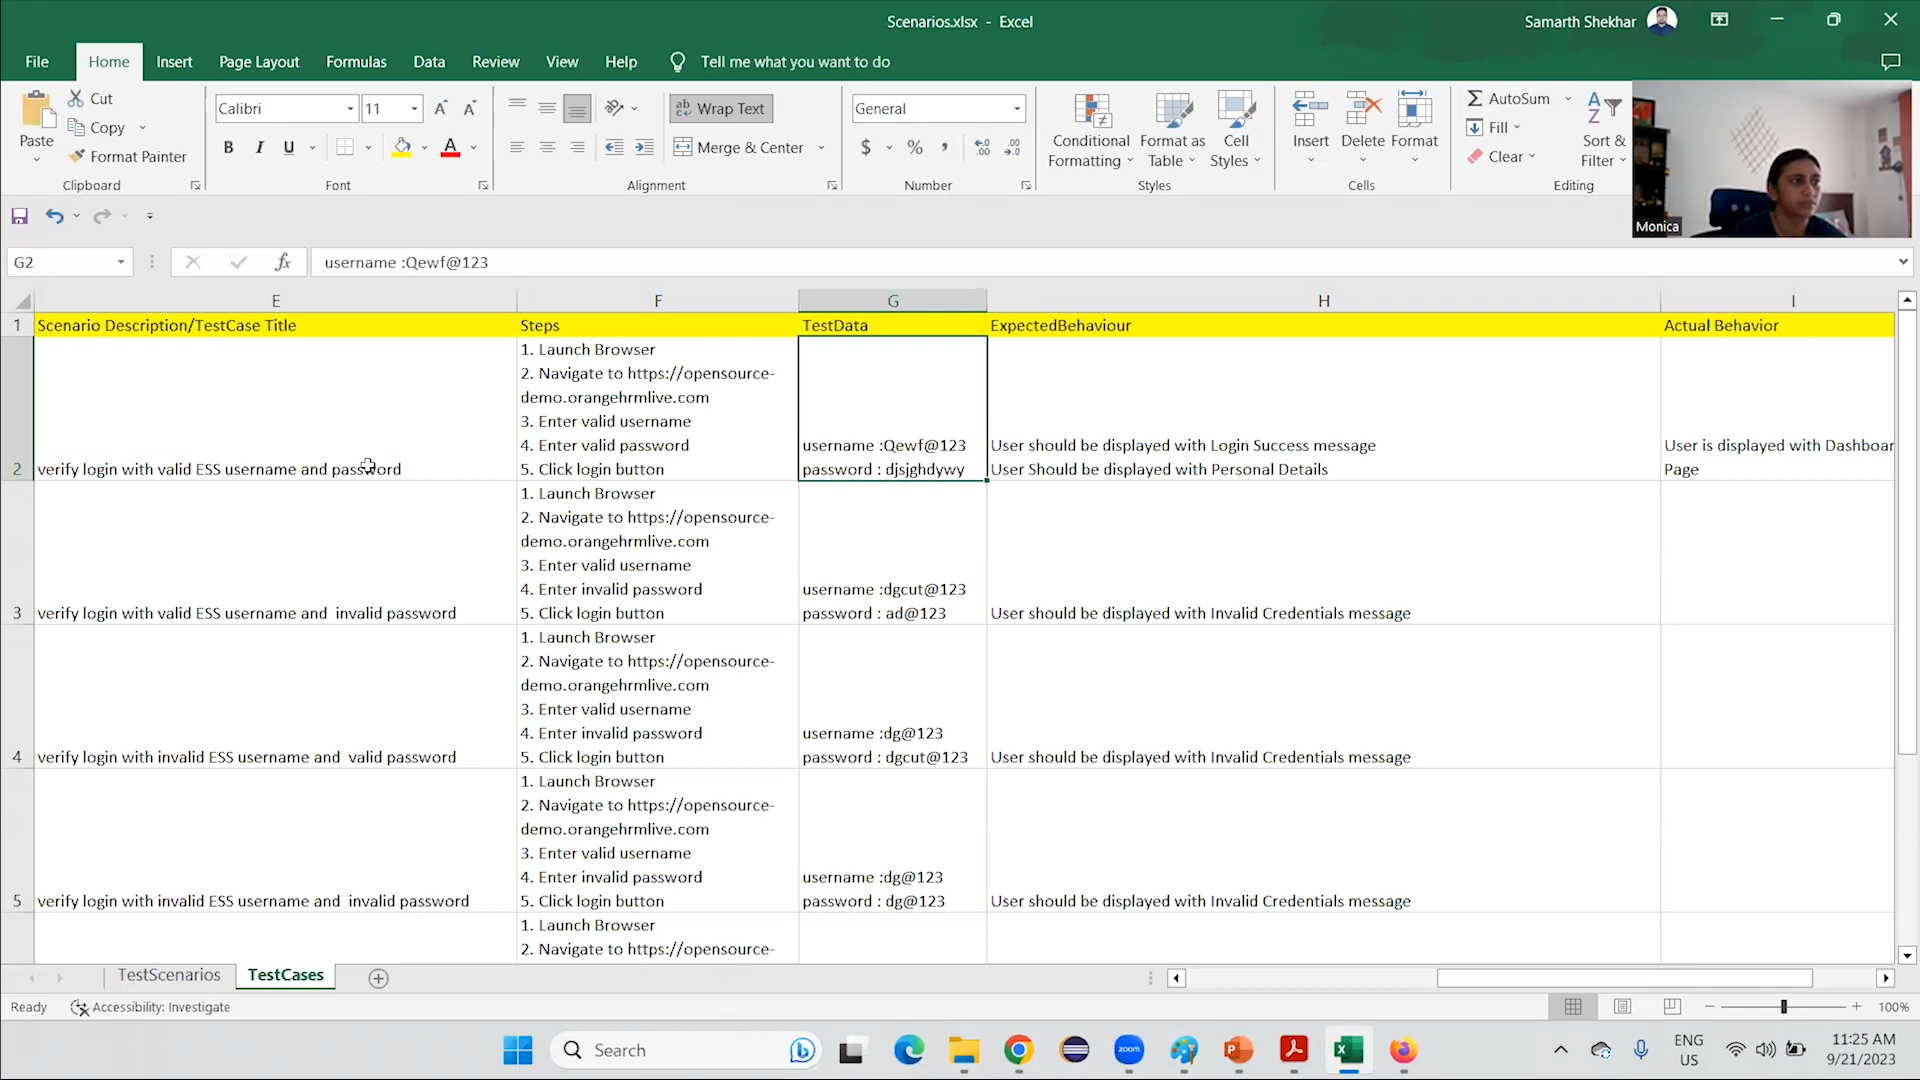 Scenarios.xlsx - Excel
Samarth Shekhar
File Home Insert Page Layout Formulas Data Review View Help Tell me what you want to do
Paste
Cut
Copy
Format Painter
Clipboard
Calibri 11
B I U
Font
Wrap Text
Merge & Center
Alignment
General
$ % ,
Number
Conditional Formatting
Format as Table
Cell Styles
Styles
Insert Delete Format
Cells
AutoSum
Fill
Clear
Sort & Filter
Editing
Monica
G2
fx
username :Qewf@123
E F G H I
1 Scenario Description/TestCase Title Steps TestData ExpectedBehaviour Actual Behavior
1. Launch Browser
2. Navigate to https://opensource-
demo.orangehrmlive.com
3. Enter valid username
4. Enter valid password username :Qewf@123 User should be displayed with Login Success message User is displayed with Dashboar
2 verify login with valid ESS username and password 5. Click login button password : djsjghdywy User Should be displayed with Personal Details Page
1. Launch Browser
2. Navigate to https://opensource-
demo.orangehrmlive.com
3. Enter valid username
4. Enter invalid password username :dgcut@123
3 verify login with valid ESS username and invalid password 5. Click login button password : ad@123 User should be displayed with Invalid Credentials message
1. Launch Browser
2. Navigate to https://opensource-
demo.orangehrmlive.com
3. Enter valid username
4. Enter invalid password username :dg@123
4 verify login with invalid ESS username and valid password 5. Click login button password : dgcut@123 User should be displayed with Invalid Credentials message
1. Launch Browser
2. Navigate to https://opensource-
demo.orangehrmlive.com
3. Enter valid username
4. Enter invalid password username :dg@123
5 verify login with invalid ESS username and invalid password 5. Click login button password : dg@123 User should be displayed with Invalid Credentials message
1. Launch Browser
2. Navigate to https://opensource-
TestScenarios TestCases
Ready Accessibility: Investigate 100%
Search
zoom
ENG
US
11:25 AM
9/21/2023